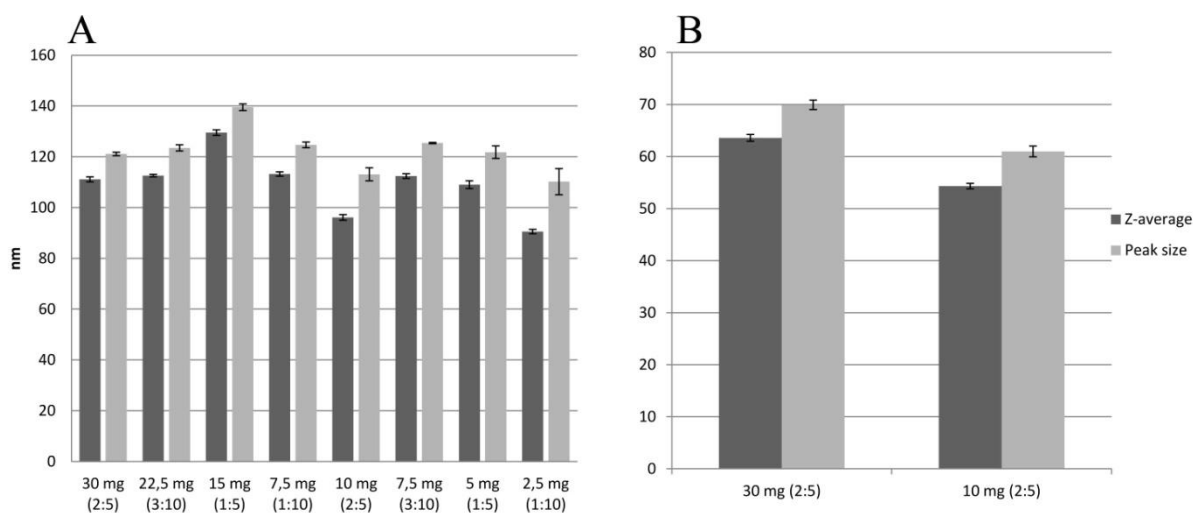 A
160
140
120
100
80
60
40
20
0
nm
30 mg 22,5 mg 15 mg 7,5 mg 10 mg 7,5 mg 5 mg 2,5 mg
(2:5) (3:10) (1:5) (1:10) (2:5) (3:10) (1:5) (1:10)
B
80
70
60
50
40
30
20
10
0
30 mg (2:5) 10 mg (2:5)
Z-average
Peak size